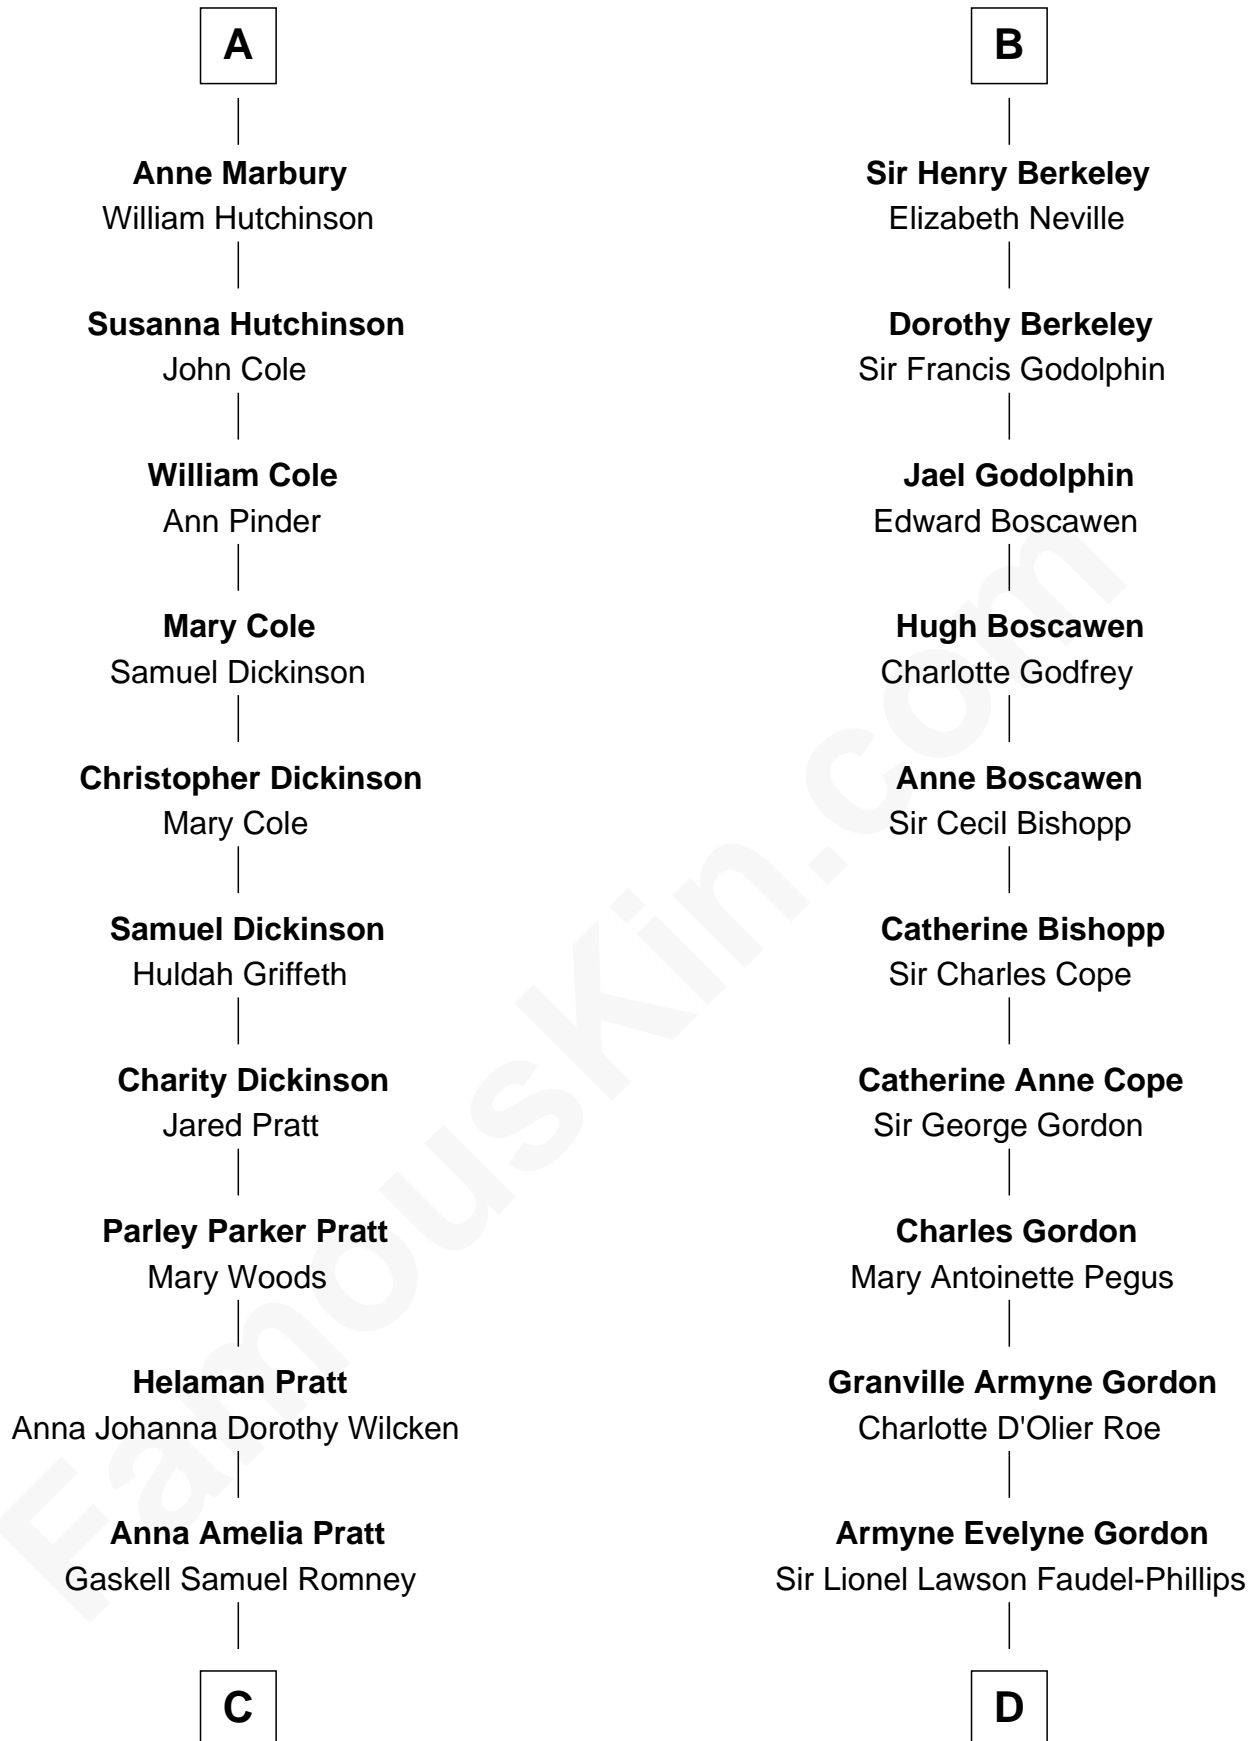 A
Anne Marbury
William Hutchinson
Susanna Hutchinson
John Cole
William Cole
Ann Pinder
Mary Cole
Samuel Dickinson
Christopher Dickinson
Mary Cole
Samuel Dickinson
Huldah Griffeth
Charity Dickinson
Jared Pratt
Parley Parker Pratt
Mary Woods
Helaman Pratt
Anna Johanna Dorothy Wilcken
Anna Amelia Pratt
Gaskell Samuel Romney
C
B
Sir Henry Berkeley
Elizabeth Neville
Dorothy Berkeley
Sir Francis Godolphin
Jael Godolphin
Edward Boscawen
Hugh Boscawen
Charlotte Godfrey
Anne Boscawen
Sir Cecil Bishopp
Catherine Bishopp
Sir Charles Cope
Catherine Anne Cope
Sir George Gordon
Charles Gordon
Mary Antoinette Pegus
Granville Armyne Gordon
Charlotte D'Olier Roe
Armyne Evelyne Gordon
Sir Lionel Lawson Faudel-Phillips
D
FamousKin.com